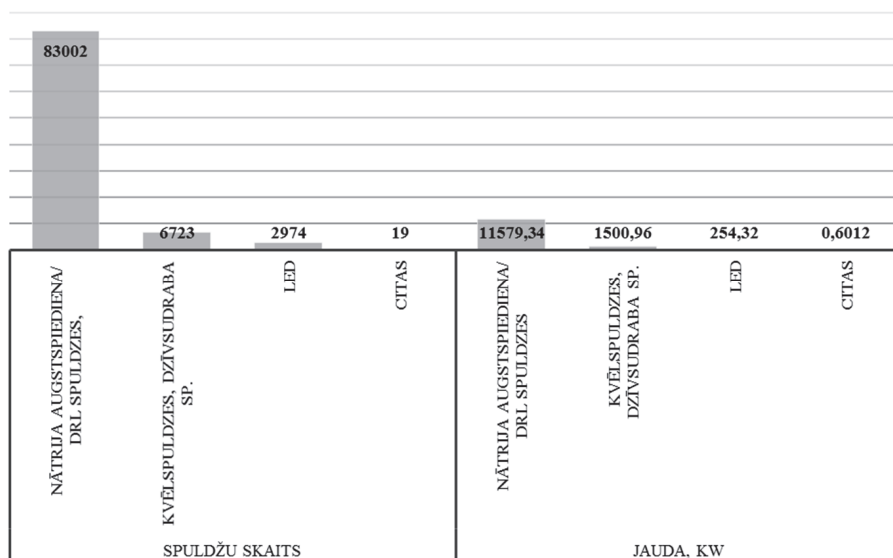 83002
6723
2974
19
11579,34
1500,96
254,32
0,6012
NĀTRIJA AUGSTSPIEDIENA/
DRL SPULDZES,
KVĒLSPULDZES, DZĪVSUDRABA
SP.
LED
CITAS
NĀTRIJA AUGSTSPIEDIENA/
DRL SPULDZES
KVĒLSPULDZES,
DZĪVSUDRABA SP.
LED
CITAS
SPULDŽU SKAITS
JAUDA, KW